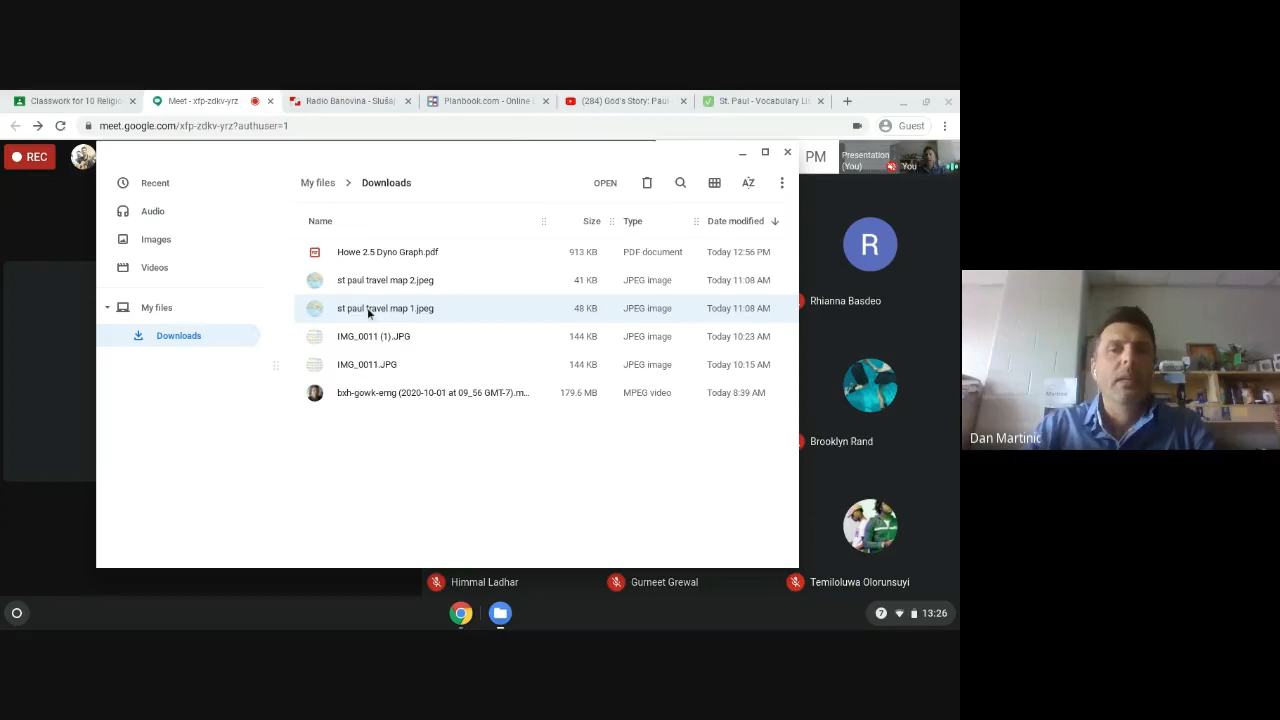 Classwork for 10 Religio
Meet - xfp-zdkv-yrz
Radio Banovina - Slušaj
Planbook.com - Online L
(284) God's Story: Paul
St. Paul - Vocabulary Lis
meet.google.com/xfp-zdkv-yrz?authuser=1
Guest
REC
PM
Presentation
(You)
You
Recent
Audio
Images
Videos
My files
Downloads
My files > Downloads
OPEN
AZ
Name Size Type Date modified
Howe 2.5 Dyno Graph.pdf 913 KB PDF document Today 12:56 PM
st paul travel map 2.jpeg 41 KB JPEG image Today 11:08 AM
st paul travel map 1.jpeg 48 KB JPEG image Today 11:08 AM
IMG_0011 (1).JPG 144 KB JPEG image Today 10:23 AM
IMG_0011.JPG 144 KB JPEG image Today 10:15 AM
bxh-gowk-emg (2020-10-01 at 09_56 GMT-7).m... 179.6 MB MPEG video Today 8:39 AM
R
Rhianna Basdeo
Brooklyn Rand
Himmal Ladhar
Gurneet Grewal
Temiloluwa Olorunsuyi
7
13:26
Dan Martinic